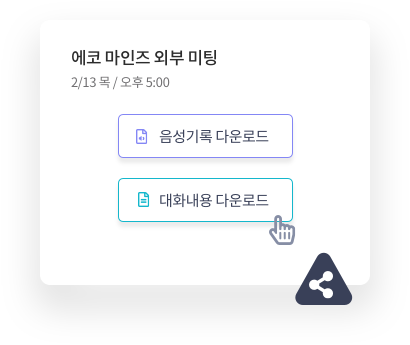 에코 마인즈 외부 미팅
2/13 목 / 오후 5:00
음성기록 다운로드
대화내용 다운로드